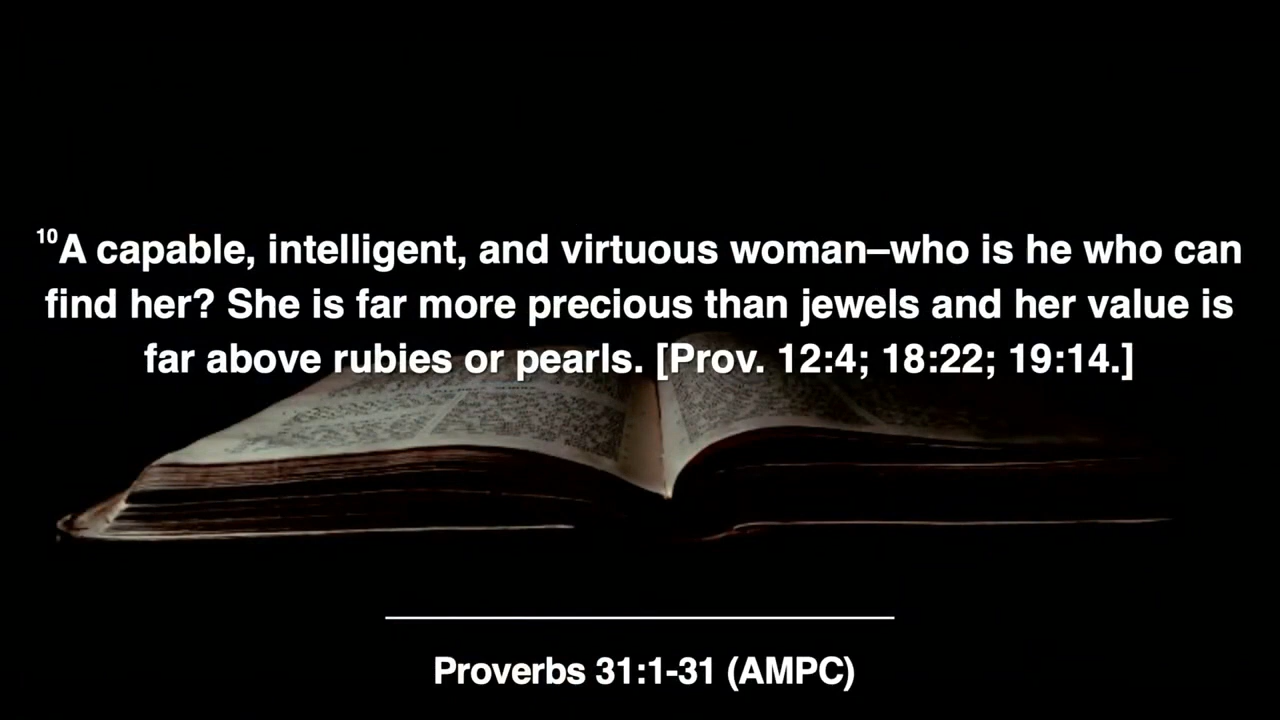 ¹⁰A capable, intelligent, and virtuous woman–who is he who can
find her? She is far more precious than jewels and her value is
far above rubies or pearls. [Prov. 12:4; 18:22; 19:14.]
Proverbs 31:1-31 (AMPC)